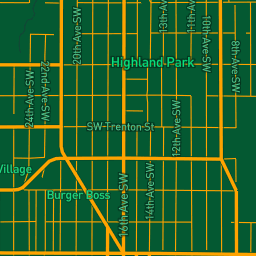 20th Ave SW
13th Ave SW
11th Ave SW
10th Ave SW
8th Ave SW
Highland Park
22nd Ave SW
24th Ave SW
SW Trenton St
12th Ave SW
Village
Burger Boss
16th Ave SW
14th Ave SW